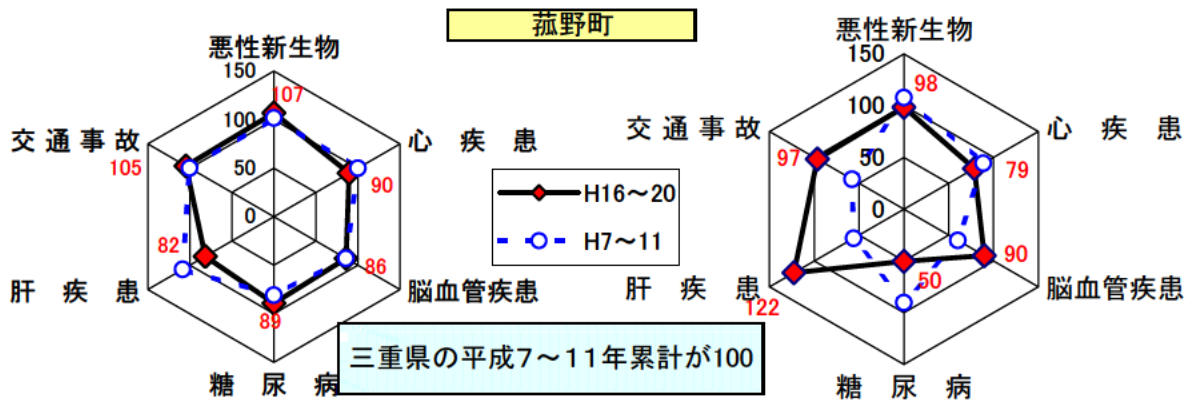 菰野町
悪性新生物
150
107
100
50
0
交通事故
105
心疾患
90
肝疾患
82
脳血管疾患
86
糖尿病
89
H16～20
H7～11
三重県の平成7～11年累計が100
悪性新生物
150
98
100
50
0
交通事故
97
心疾患
79
肝疾患
122
脳血管疾患
90
糖尿病
50